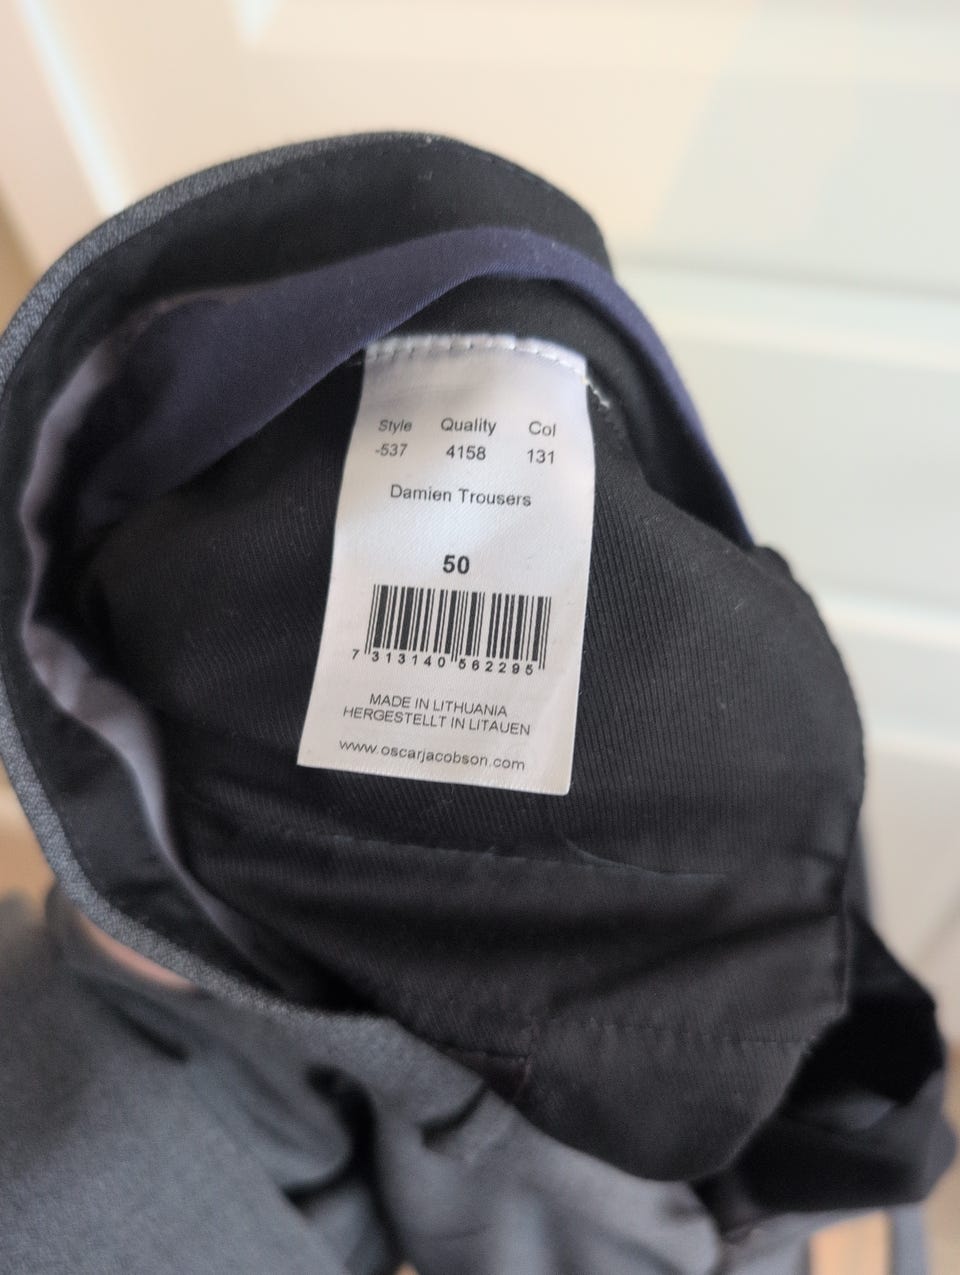 Style Quality Col
-537 4158 131
Damien Trousers
50
7 313140 562295
MADE IN LITHUANIA
HERGESTELLT IN LITAUEN
www.oscarjacobson.com